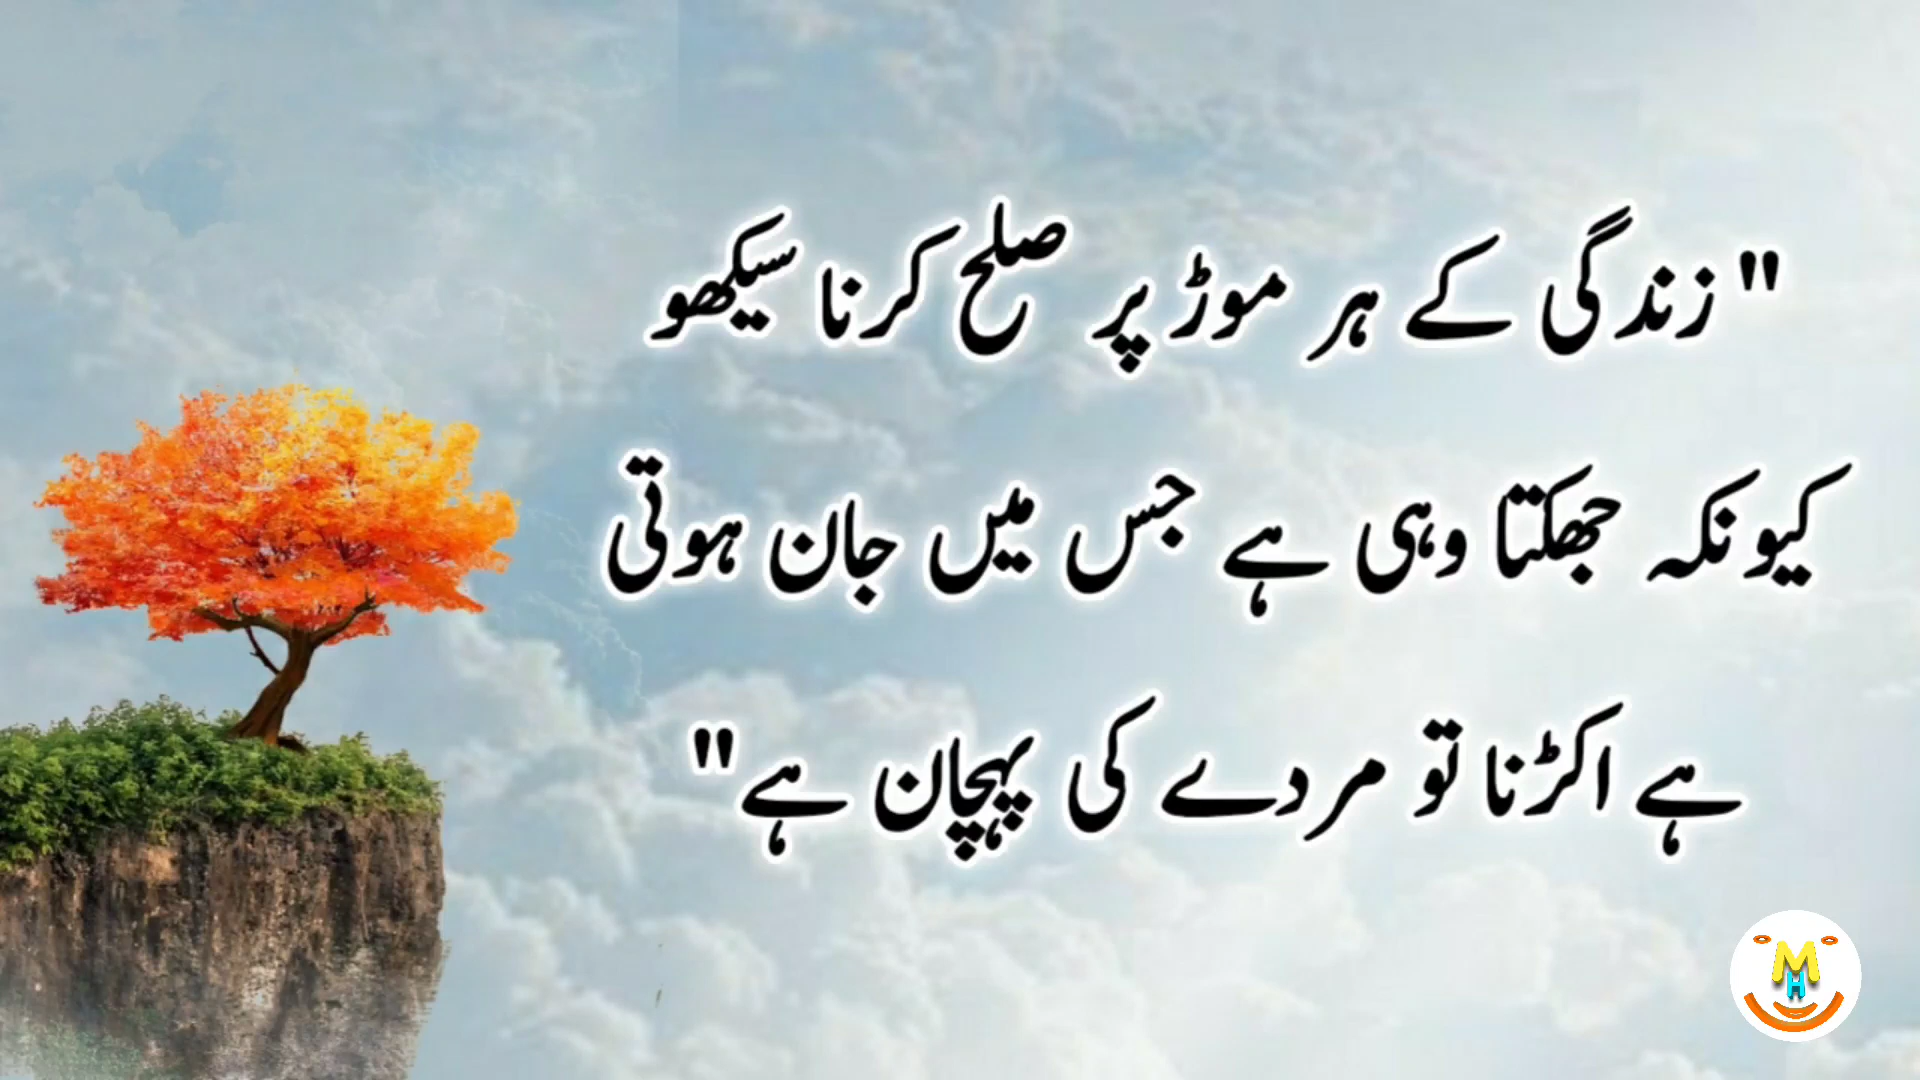 " زندگی کے ہر موڑ پر صلح کرنا سیکھو
کیونکہ جھکتا وہی ہے جس میں جان ہوتی
ہے اکڑنا تو مردے کی پہچان ہے"
M
H